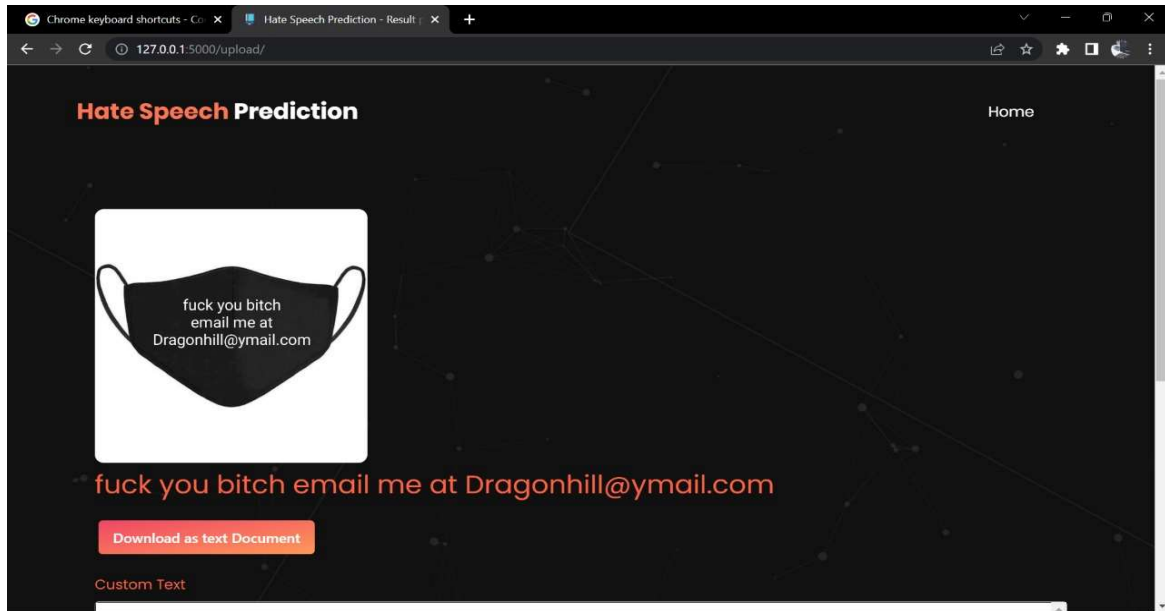 Chrome keyboard shortcuts - Co
Hate Speech Prediction - Result p
127.0.0.1:5000/upload/
Hate Speech Prediction
Home
fuck you bitch
email me at
Dragonhill@ymail.com
fuck you bitch email me at Dragonhill@ymail.com
Download as text Document
Custom Text